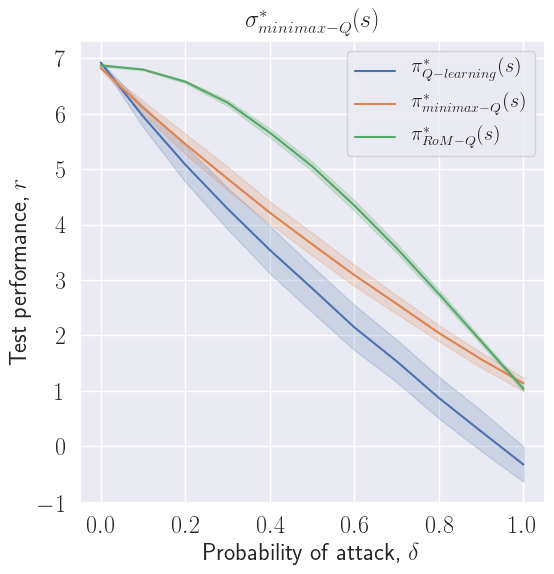 σ*minimax−Q(s)
7
6
5
4
3
2
1
0
−1
Test performance, r
π*Q−learning(s)
π*minimax−Q(s)
π*RoM−Q(s)
0.0 0.2 0.4 0.6 0.8 1.0
Probability of attack, δ